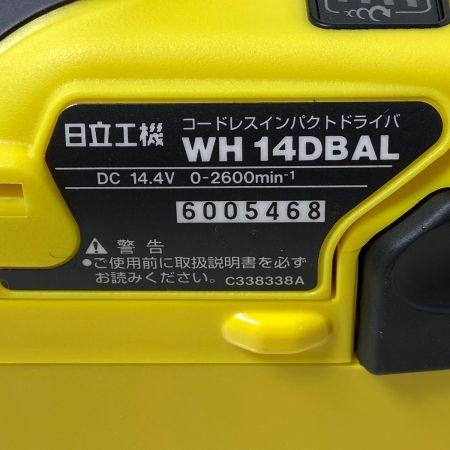 日立工機 コードレスインパクトドライバ
WH 14DBAL
DC 14.4V 0-2600min⁻¹
6005468
⚠ 警告
●ご使用前に取扱説明書を必ず
お読みください。 C338338A